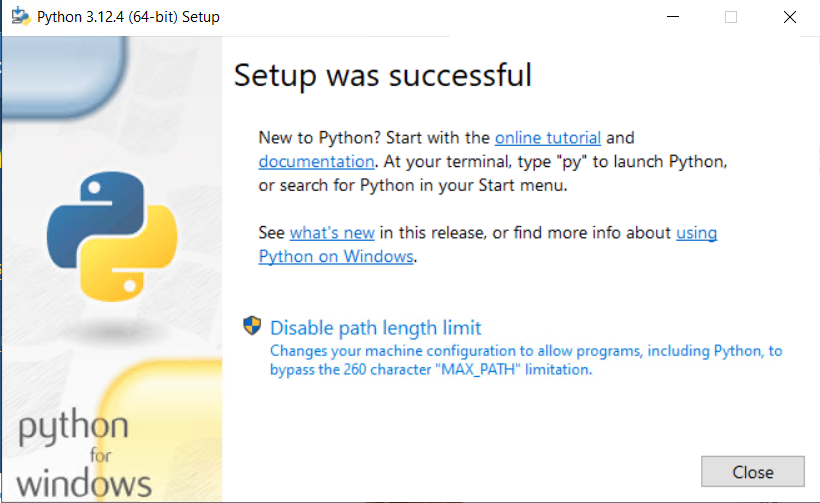 Python 3.12.4 (64-bit) Setup
Setup was successful
New to Python? Start with the online tutorial and
documentation. At your terminal, type "py" to launch Python,
or search for Python in your Start menu.
See what's new in this release, or find more info about using
Python on Windows.
Disable path length limit
Changes your machine configuration to allow programs, including Python, to
bypass the 260 character "MAX_PATH" limitation.
python
for
windows
Close